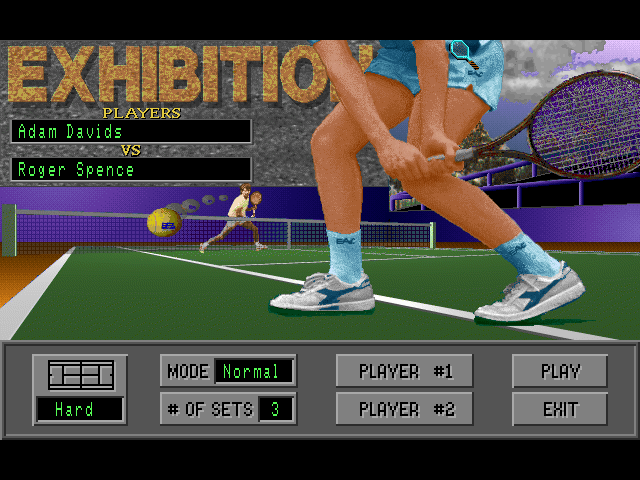 EXHIBITION
PLAYERS
Adam Davids
VS
Roger Spence
EAC
MODE Normal
PLAYER #1
PLAY
Hard
# OF SETS 3
PLAYER #2
EXIT